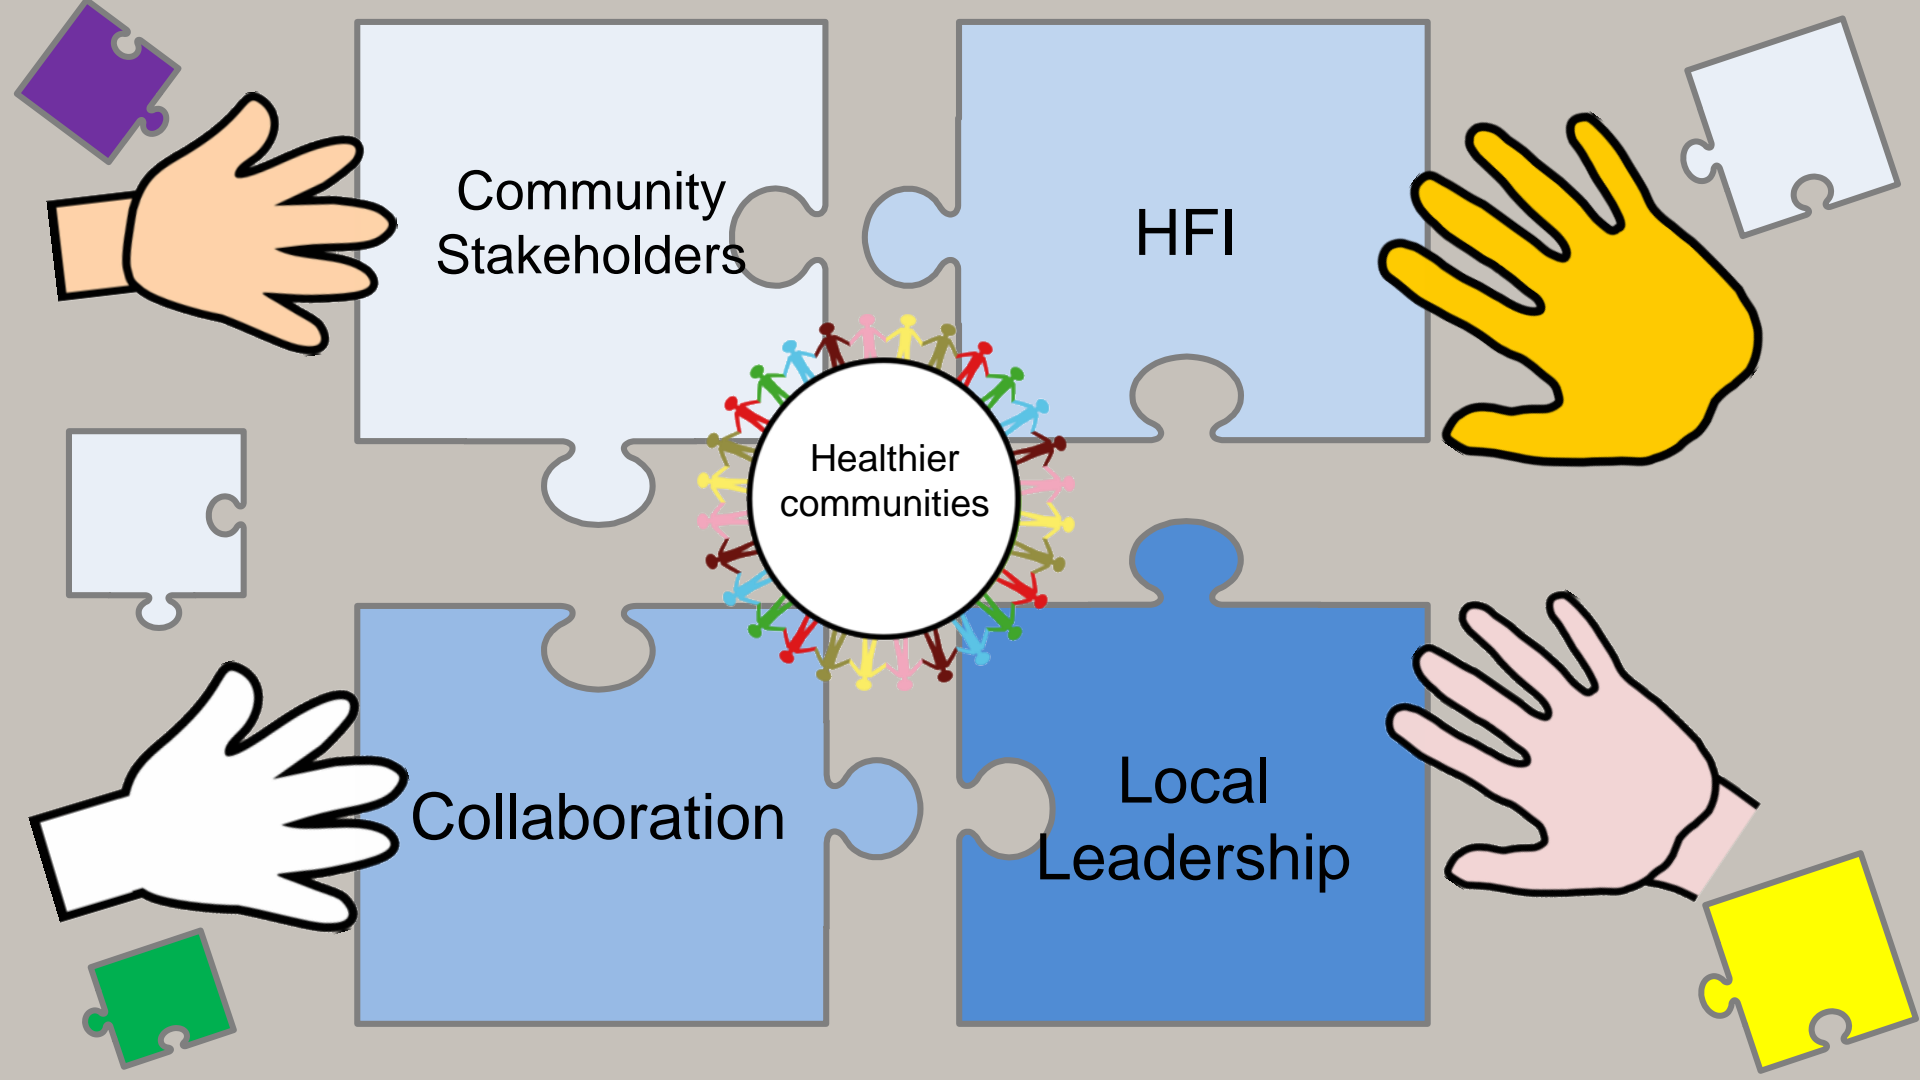 Community
Stakeholders
HFI
Healthier
communities
Collaboration
Local
Leadership